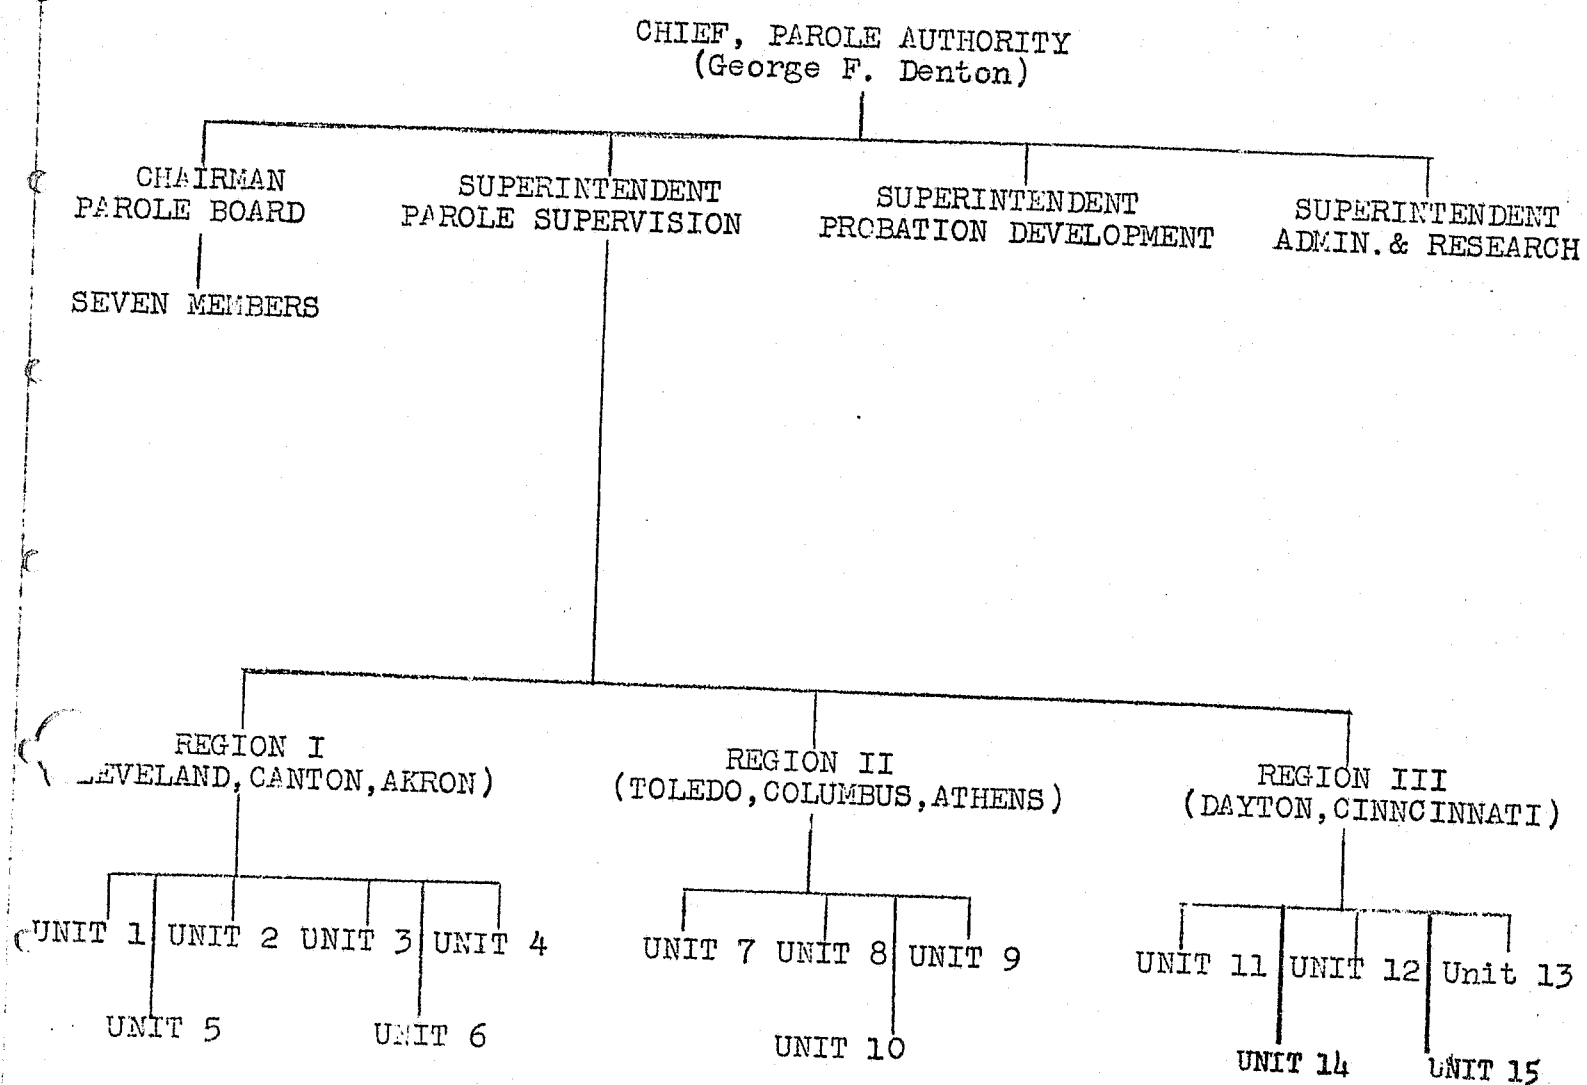 CHIEF, PAROLE AUTHORITY
(George F. Denton)
CHAIRMAN
PAROLE BOARD
SEVEN MEMBERS
SUPERINTENDENT
PAROLE SUPERVISION
SUPERINTENDENT
PROBATION DEVELOPMENT
SUPERINTENDENT
ADMIN.& RESEARCH
REGION I
LEVELAND,CANTON,AKRON)
REGION II
(TOLEDO,COLUMBUS,ATHENS)
REGION III
(DAYTON,CINNCINNATI)
UNIT 1 UNIT 2 UNIT 3 UNIT 4
UNIT 5 UNIT 6
UNIT 7 UNIT 8 UNIT 9
UNIT 10
UNIT 11 UNIT 12 Unit 13
UNIT 14 UNIT 15